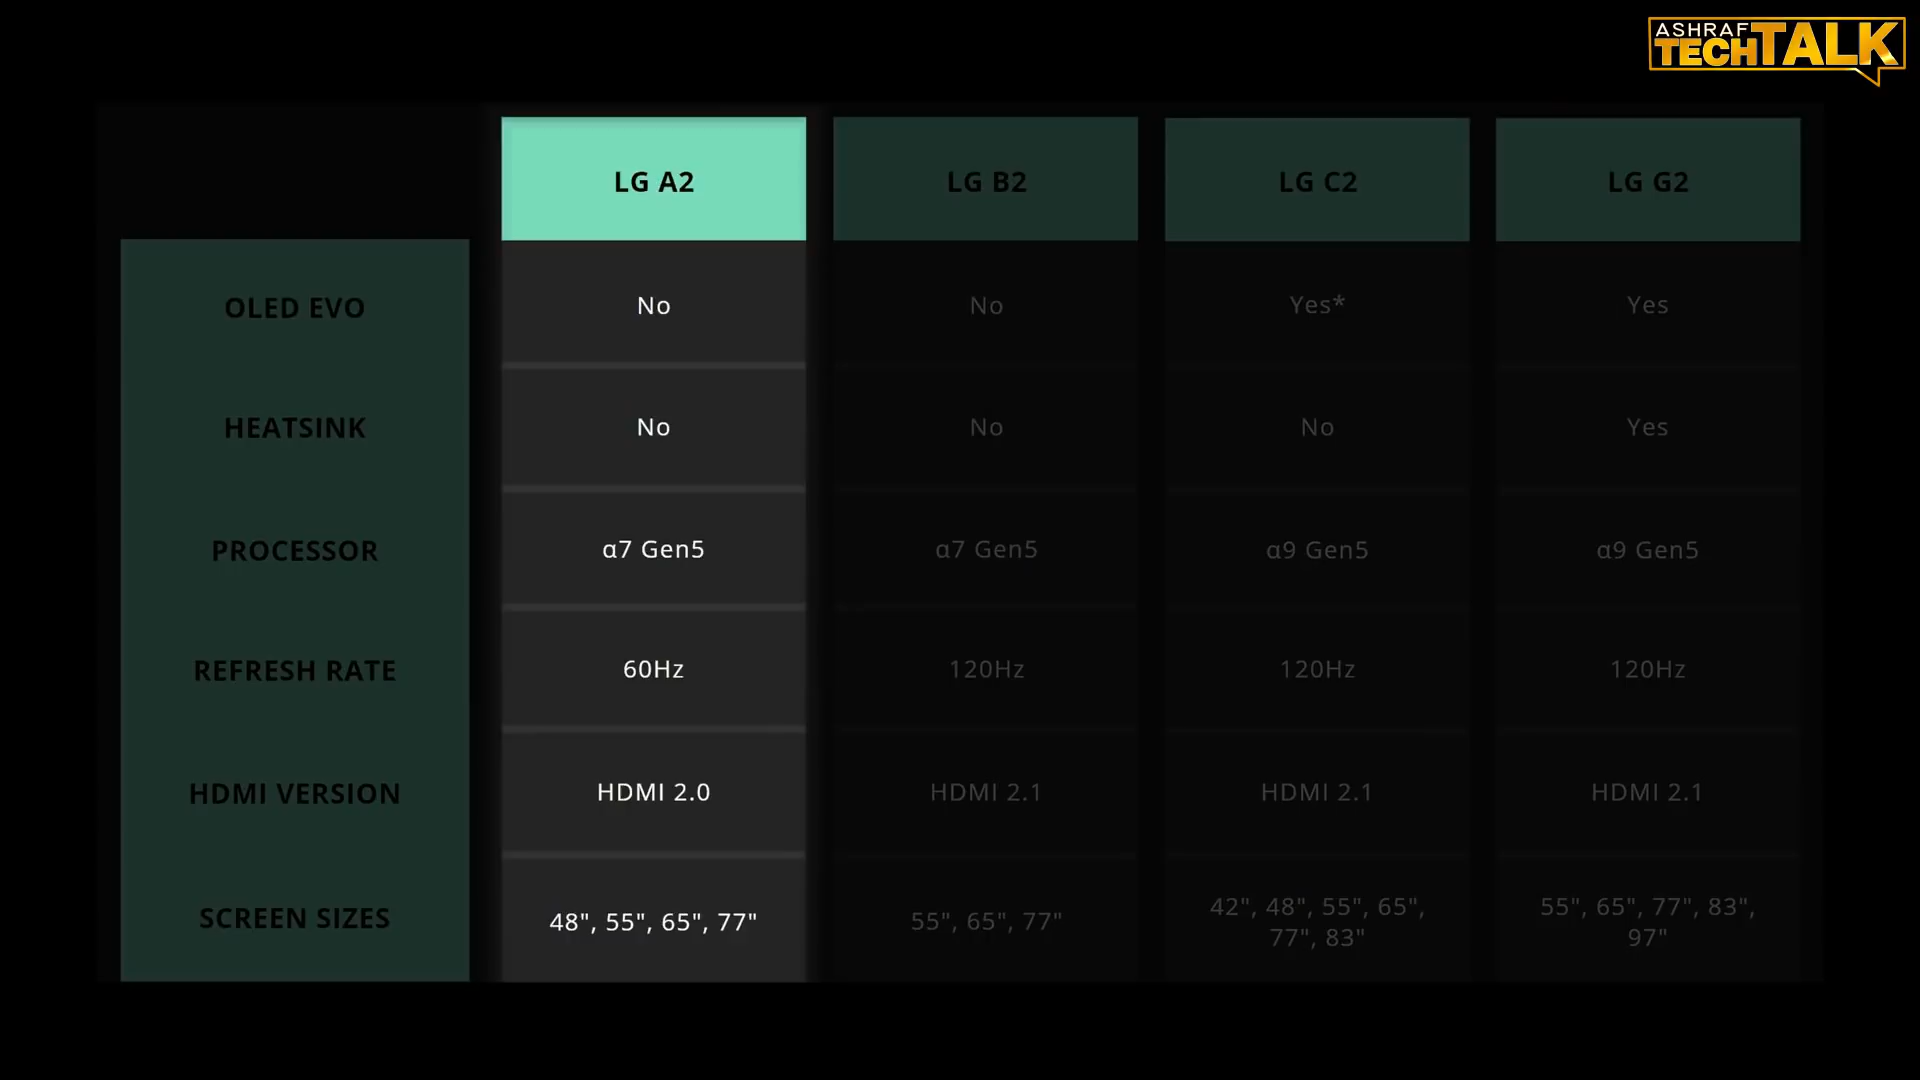 ASHRAF
TECHTALK
LG A2
LG B2
LG C2
LG G2
OLED EVO
No
No
Yes*
Yes
HEATSINK
No
No
No
Yes
PROCESSOR
α7 Gen5
α7 Gen5
α9 Gen5
α9 Gen5
REFRESH RATE
60Hz
120Hz
120Hz
120Hz
HDMI VERSION
HDMI 2.0
HDMI 2.1
HDMI 2.1
HDMI 2.1
SCREEN SIZES
48", 55", 65", 77"
55", 65", 77"
42", 48", 55", 65",
77", 83"
55", 65", 77", 83",
97"